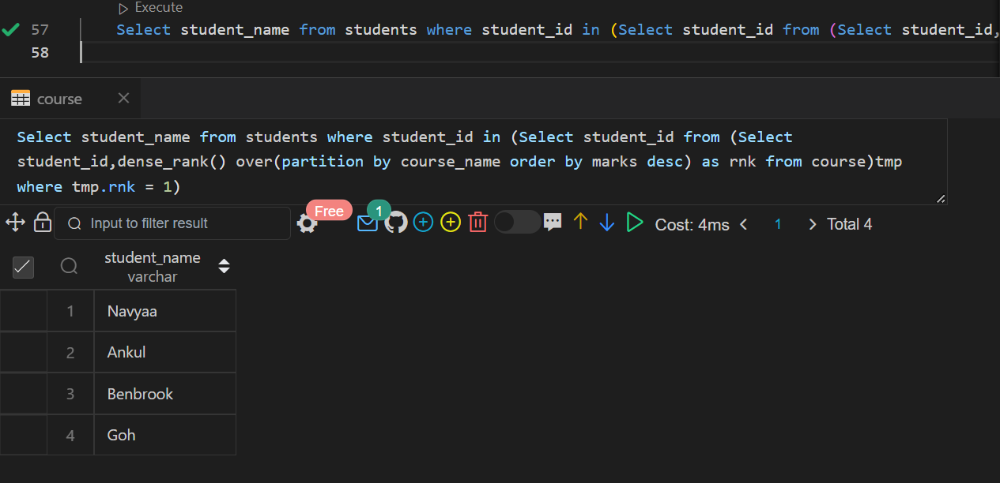 Execute
57 Select student_name from students where student_id in (Select student_id from (Select student_id,
58
course
Select student_name from students where student_id in (Select student_id from (Select
student_id,dense_rank() over(partition by course_name order by marks desc) as rnk from course)tmp
where tmp.rnk = 1)
Input to filter result Free 1 Cost: 4ms 1 Total 4
student_name
varchar
1 Navyaa
2 Ankul
3 Benbrook
4 Goh